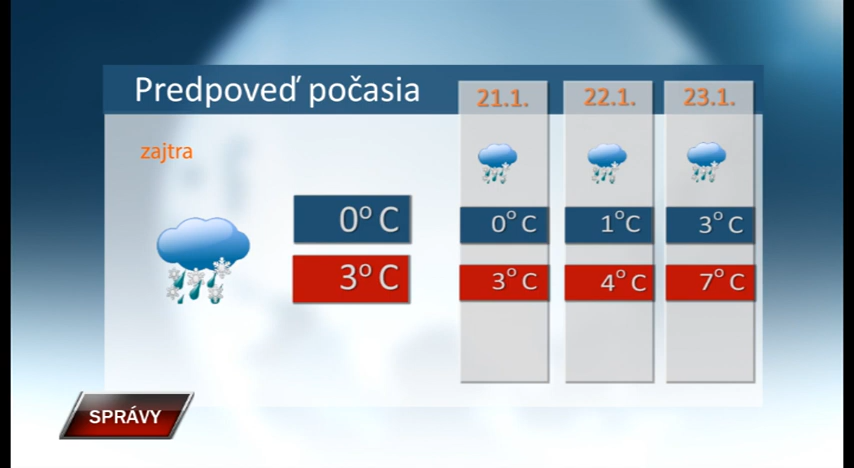 Predpoveď počasia
zajtra
0° C
3° C
21.1. 22.1. 23.1.
0° C 1°C 3° C
3° C 4° C 7° C
SPRÁVY